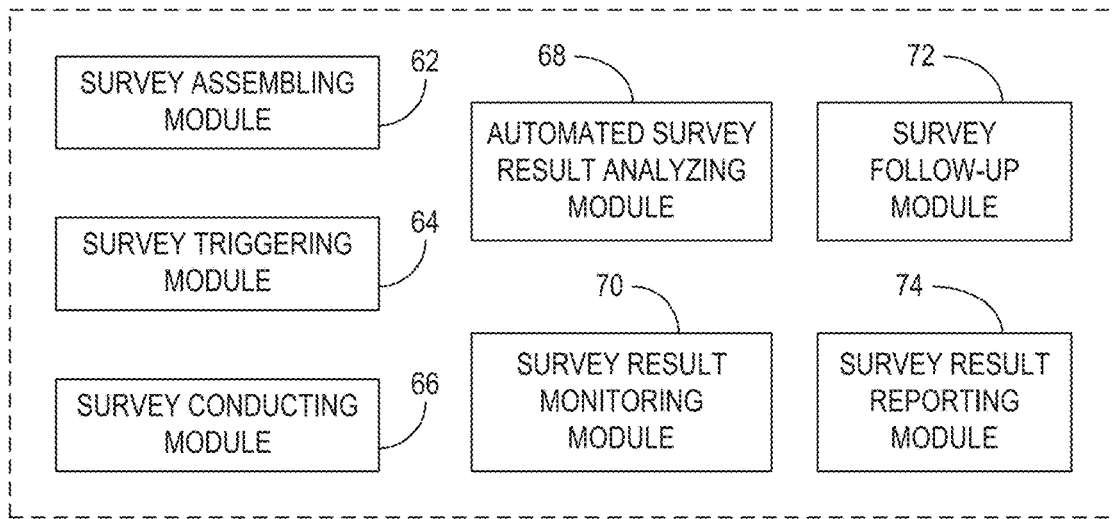 SURVEY ASSEMBLING
MODULE
62
SURVEY TRIGGERING
MODULE
64
SURVEY CONDUCTING
MODULE
66
68
AUTOMATED SURVEY
RESULT ANALYZING
MODULE
70
SURVEY RESULT
MONITORING
MODULE
72
SURVEY
FOLLOW-UP
MODULE
74
SURVEY RESULT
REPORTING
MODULE